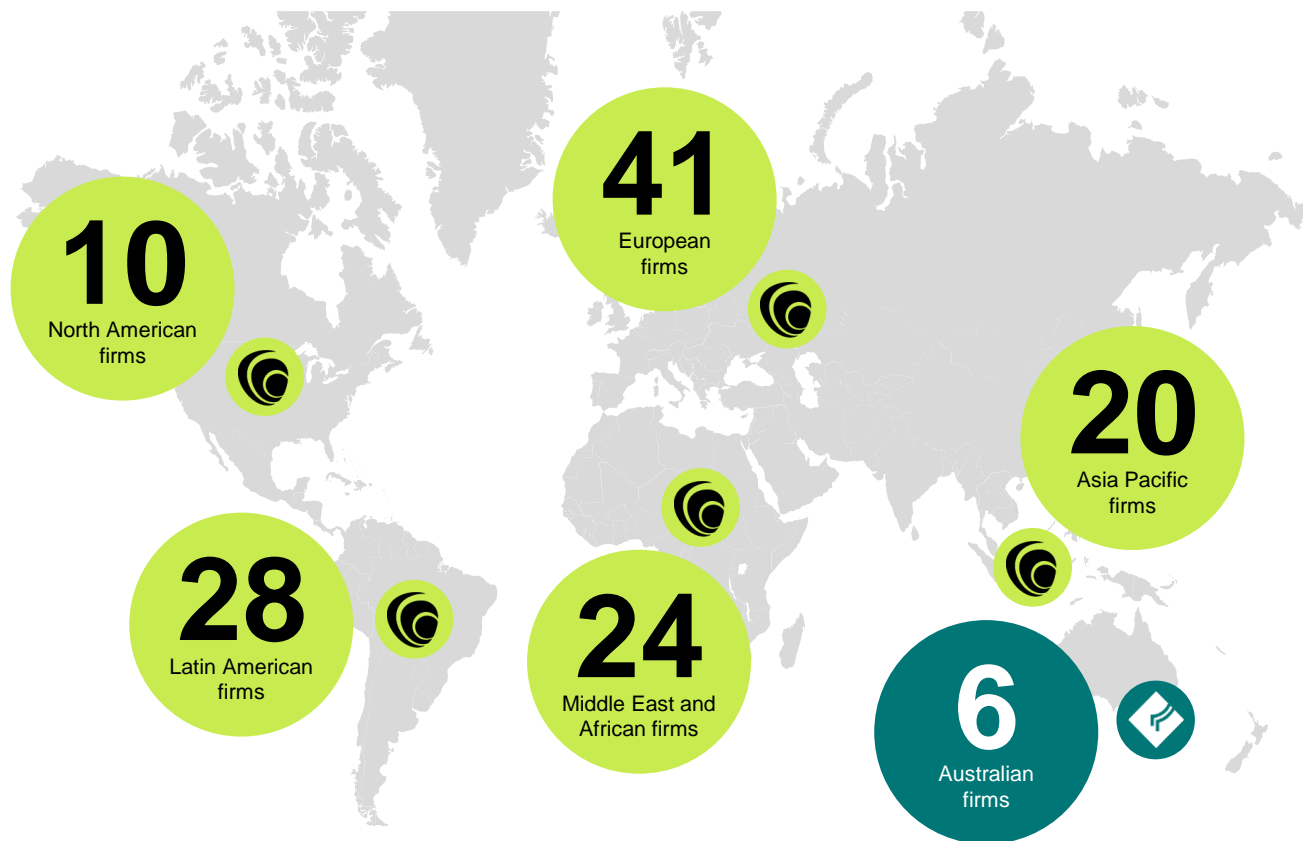 41
European
firms
10
North American
firms
20
Asia Pacific
firms
28
Latin American
firms
24
Middle East and
African firms
6
Australian
firms